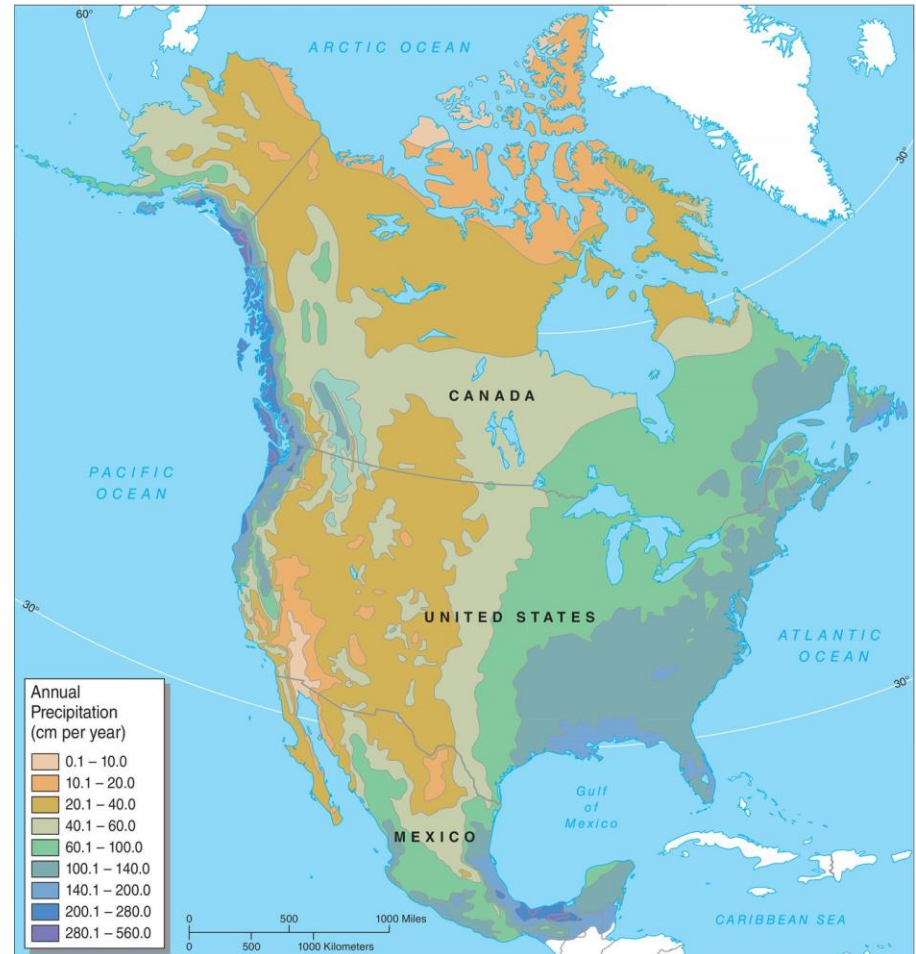 60°
ARCTIC OCEAN
30°
CANADA
PACIFIC
OCEAN
30°
UNITED STATES
ATLANTIC
OCEAN
30°
Gulf
of
Mexico
MEXICO
CARIBBEAN SEA
Annual
Precipitation
(cm per year)
0.1 – 10.0
10.1 – 20.0
20.1 – 40.0
40.1 – 60.0
60.1 – 100.0
100.1 – 140.0
140.1 – 200.0
200.1 – 280.0
280.1 – 560.0
0 500 1000 Miles
0 500 1000 Kilometers